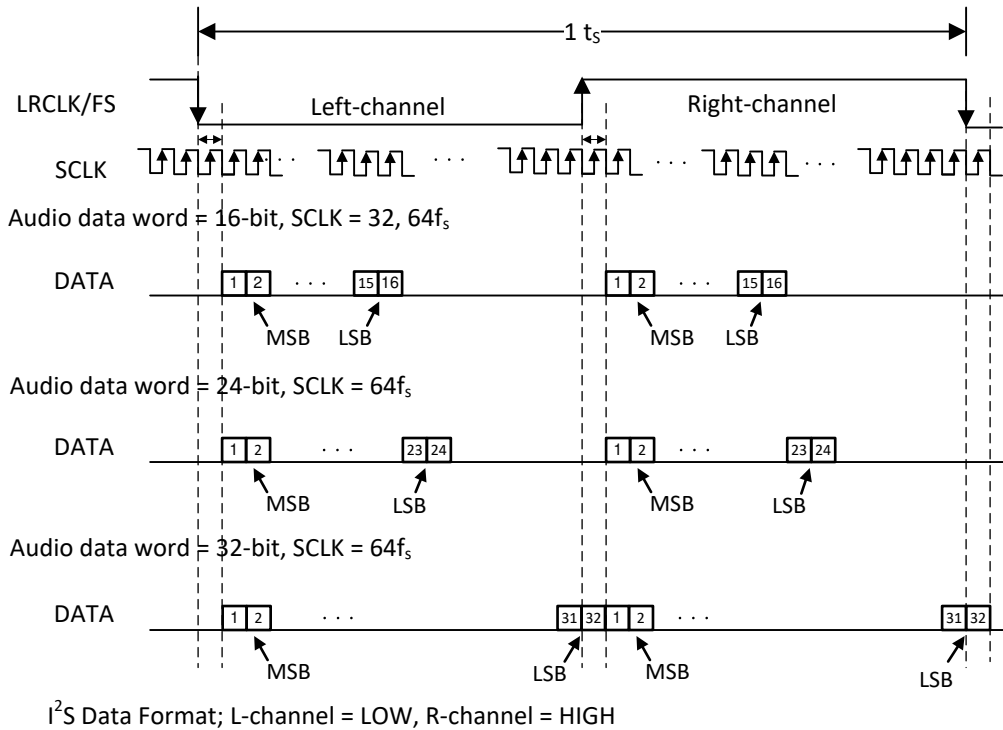 1 tₛ
LRCLK/FS
Left-channel
Right-channel
SCLK
. . . . . . . . . . . .
Audio data word = 16-bit, SCLK = 32, 64fₛ
DATA
1 2 . . . 15 16 1 2 . . . 15 16
MSB LSB MSB LSB
Audio data word = 24-bit, SCLK = 64fₛ
DATA
1 2 . . . 23 24 1 2 . . . 23 24
MSB LSB MSB LSB
Audio data word = 32-bit, SCLK = 64fₛ
DATA
1 2 . . . 31 32 1 2 . . . 31 32
MSB LSB MSB LSB
I²S Data Format; L-channel = LOW, R-channel = HIGH